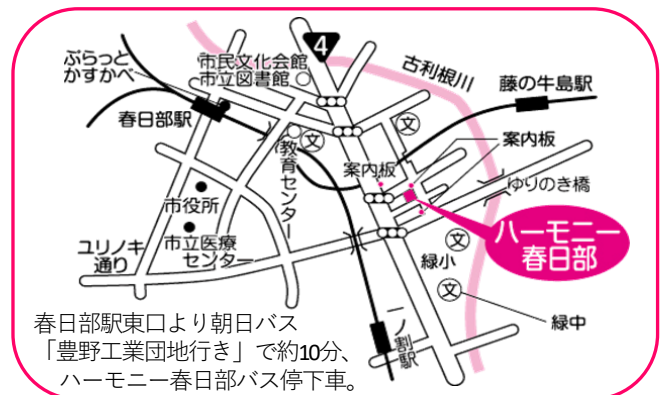 4
市民文化会館
市立図書館
古利根川
ぷらっと
かすかべ
藤の牛島駅
春日部駅
文
文
教育センター
案内板
案内板
ゆりのき橋
市役所
ハーモニー
春日部
市立医療
センター
ユリノキ
通り
文
緑小
文
緑中
一ノ割駅
春日部駅東口より朝日バス
「豊野工業団地行き」で約10分、
ハーモニー春日部バス停下車。